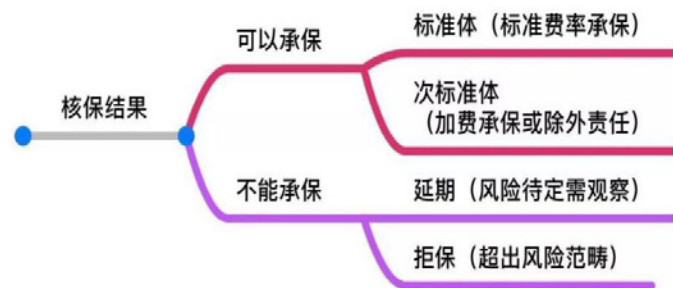 核保结果
可以承保
标准体（标准费率承保）
次标准体
（加费承保或除外责任）
不能承保
延期（风险待定需观察）
拒保（超出风险范畴）